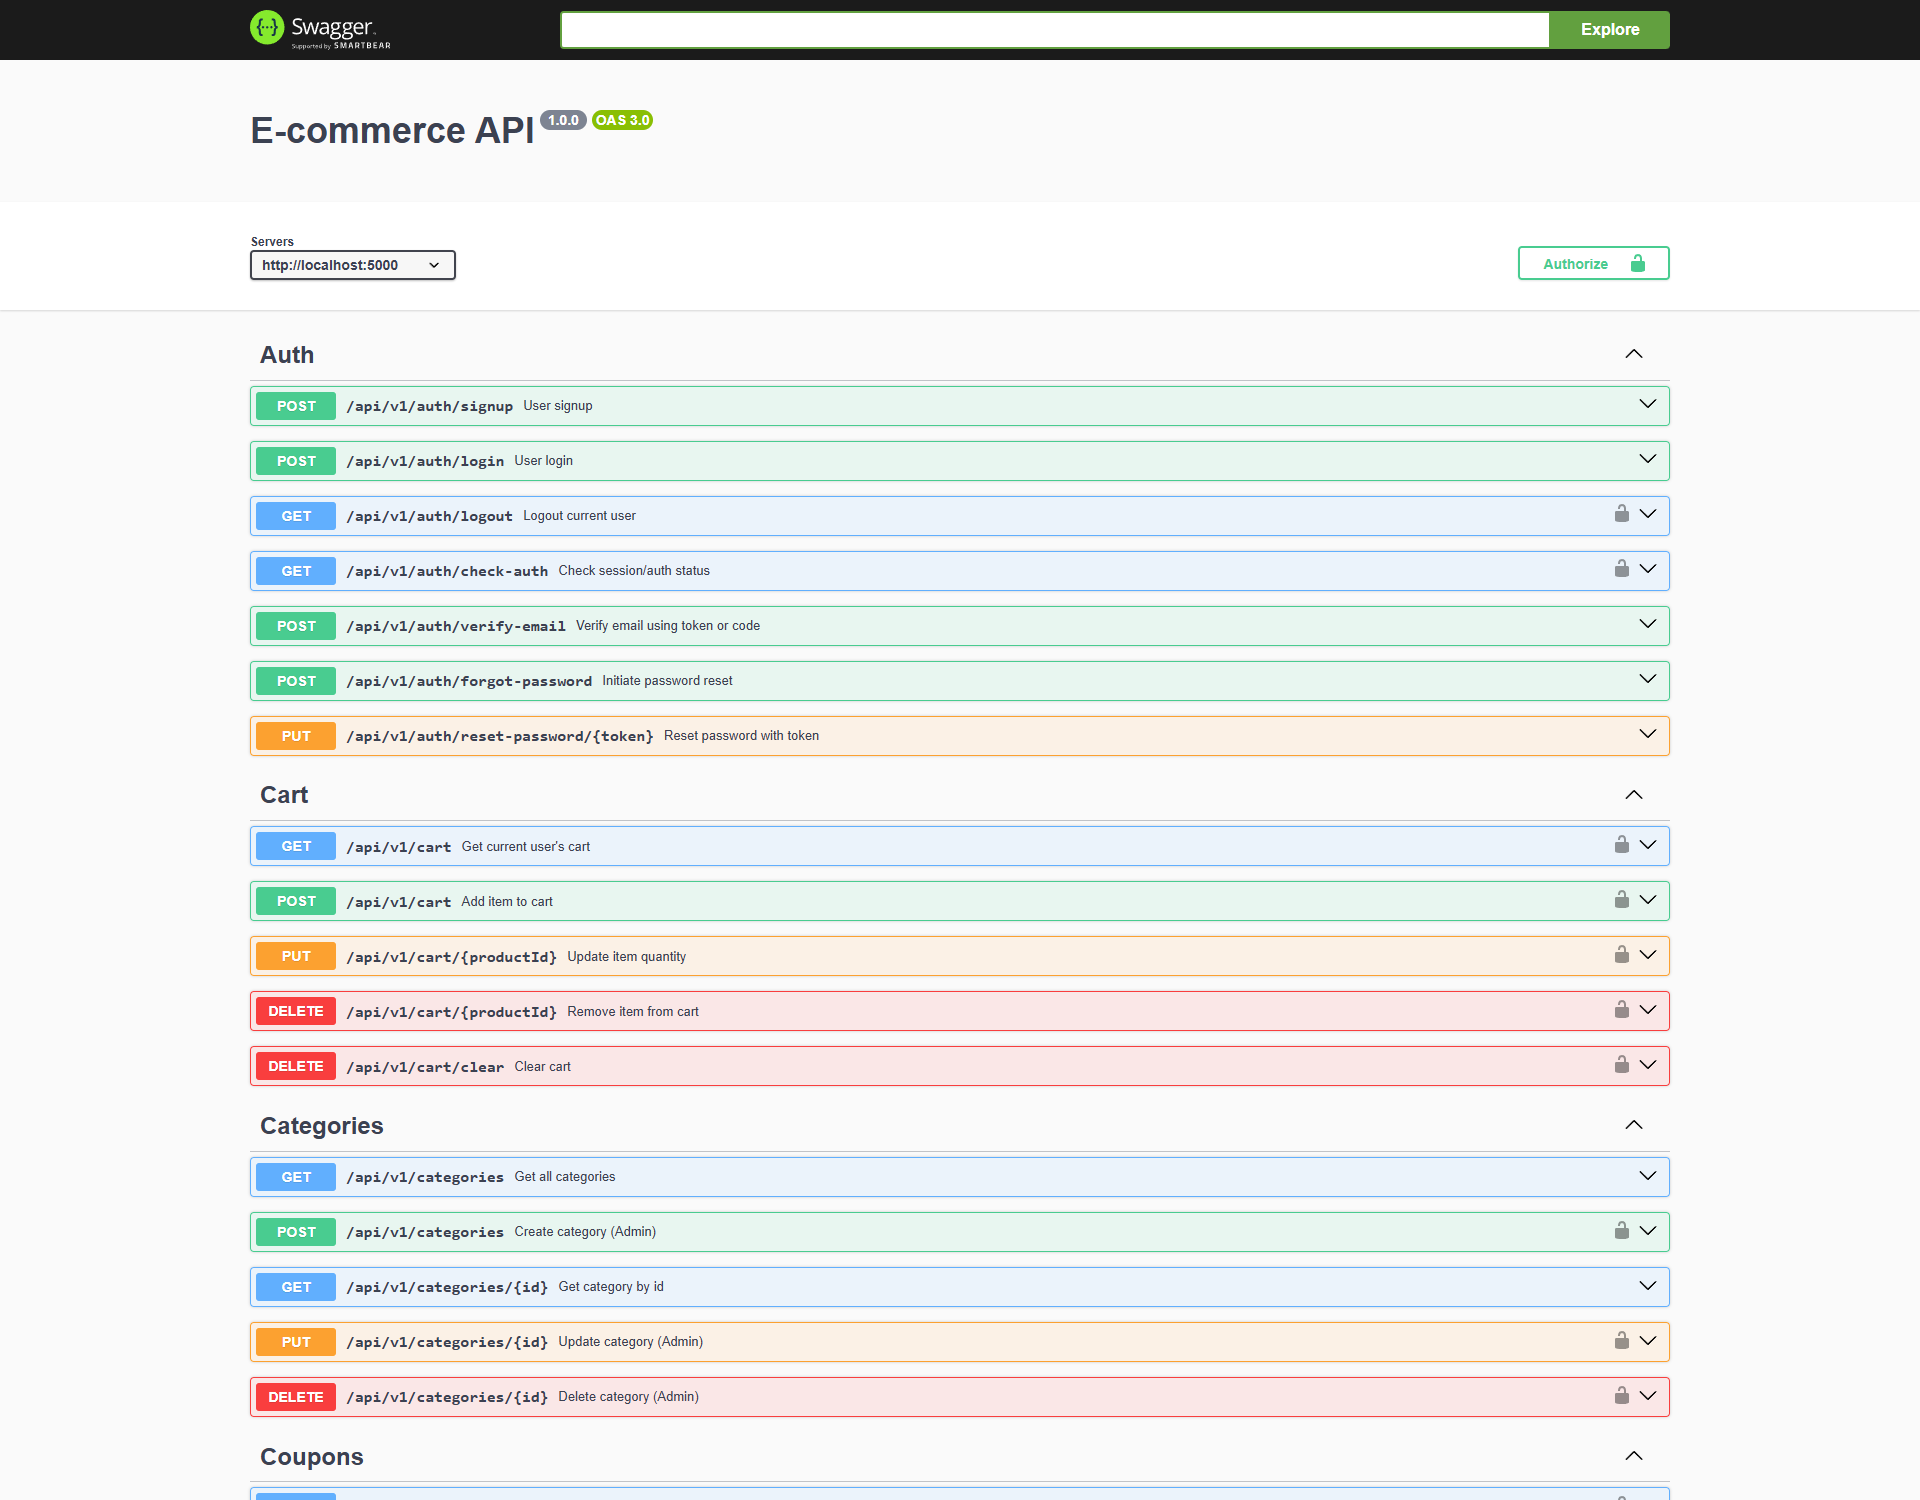 Swagger
Supported by SMARTBEAR
Explore
E-commerce API 1.0.0 OAS 3.0
Servers
http://localhost:5000
Authorize
Auth
POST /api/v1/auth/signup User signup
POST /api/v1/auth/login User login
GET /api/v1/auth/logout Logout current user
GET /api/v1/auth/check-auth Check session/auth status
POST /api/v1/auth/verify-email Verify email using token or code
POST /api/v1/auth/forgot-password Initiate password reset
PUT /api/v1/auth/reset-password/{token} Reset password with token
Cart
GET /api/v1/cart Get current user's cart
POST /api/v1/cart Add item to cart
PUT /api/v1/cart/{productId} Update item quantity
DELETE /api/v1/cart/{productId} Remove item from cart
DELETE /api/v1/cart/clear Clear cart
Categories
GET /api/v1/categories Get all categories
POST /api/v1/categories Create category (Admin)
GET /api/v1/categories/{id} Get category by id
PUT /api/v1/categories/{id} Update category (Admin)
DELETE /api/v1/categories/{id} Delete category (Admin)
Coupons